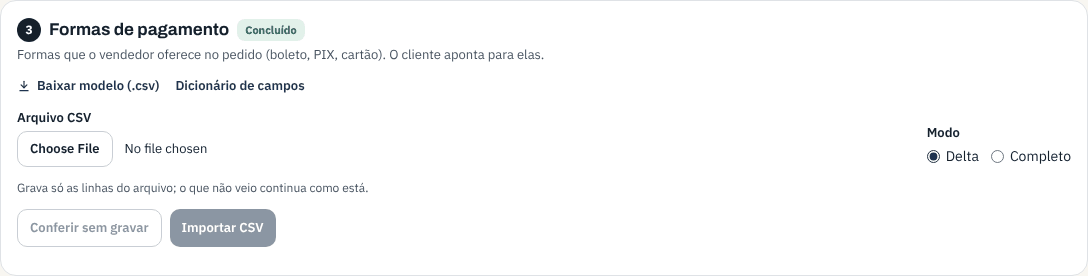 3 Formas de pagamento Concluído
Formas que o vendedor oferece no pedido (boleto, PIX, cartão). O cliente aponta para elas.
Baixar modelo (.csv) Dicionário de campos
Arquivo CSV
Choose File No file chosen
Modo
Delta Completo
Grava só as linhas do arquivo; o que não veio continua como está.
Conferir sem gravar Importar CSV